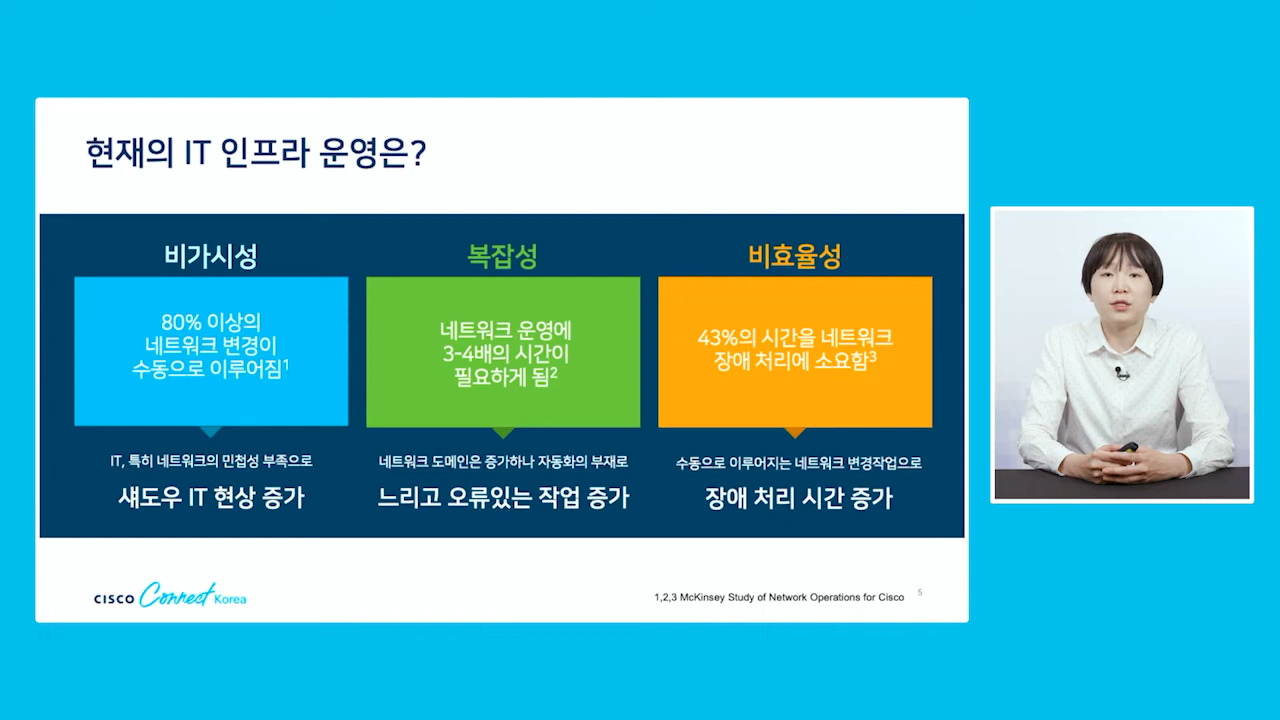 현재의 IT 인프라 운영은?
비가시성
80% 이상의
네트워크 변경이
수동으로 이루어짐1
IT, 특히 네트워크의 민첩성 부족으로
섀도우 IT 현상 증가
복잡성
네트워크 운영에
3-4배의 시간이
필요하게 됨2
네트워크 도메인은 증가하나 자동화의 부재로
느리고 오류있는 작업 증가
비효율성
43%의 시간을 네트워크
장애 처리에 소요함3
수동으로 이루어지는 네트워크 변경작업으로
장애 처리 시간 증가
CISCO Connect Korea
1,2,3 McKinsey Study of Network Operations for Cisco
5